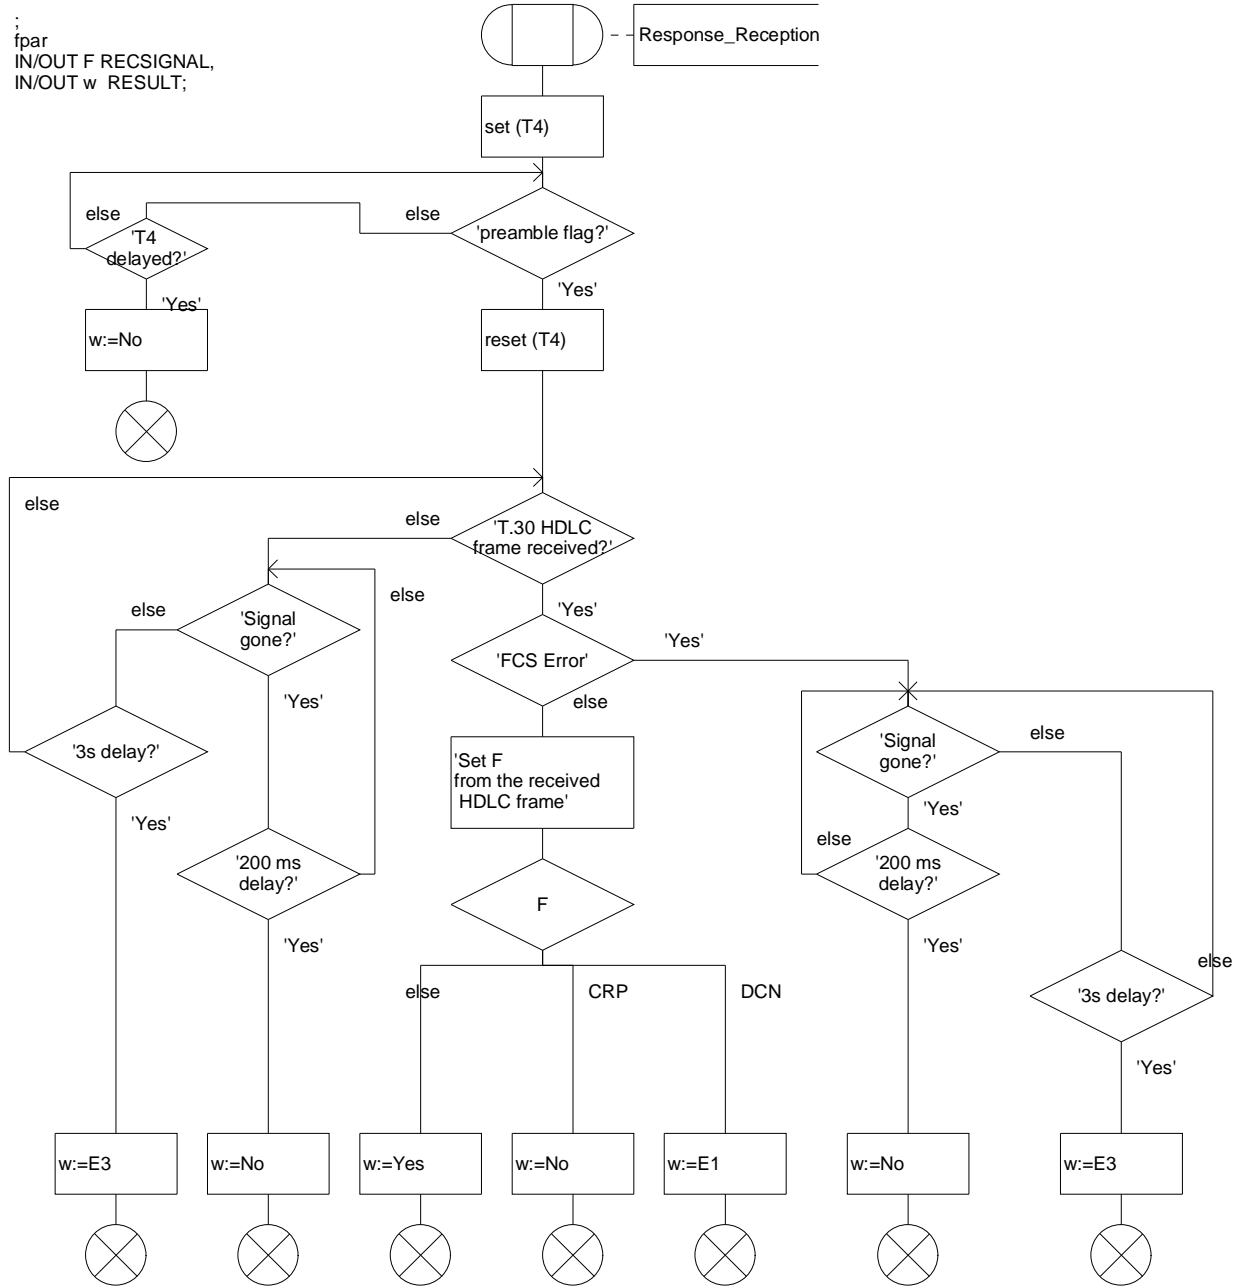 ;
fpar
IN/OUT F RECSIGNAL,
IN/OUT w  RESULT;
Response_Reception
set (T4)
else
else
'T4
delayed?'
'preamble flag?'
'Yes'
'Yes'
w:=No
reset (T4)
else
else
'T.30 HDLC
frame received?'
else
else
'Signal
gone?'
'Yes'
'Yes'
'FCS Error'
'Yes'
else
'3s delay?'
'Set F
from the received
HDLC frame'
'Signal
gone?'
else
'Yes'
'Yes'
else
'200 ms
delay?'
'200 ms
delay?'
F
'Yes'
'Yes'
else
else
CRP
DCN
'3s delay?'
'Yes'
w:=E3
w:=No
w:=Yes
w:=No
w:=E1
w:=No
w:=E3